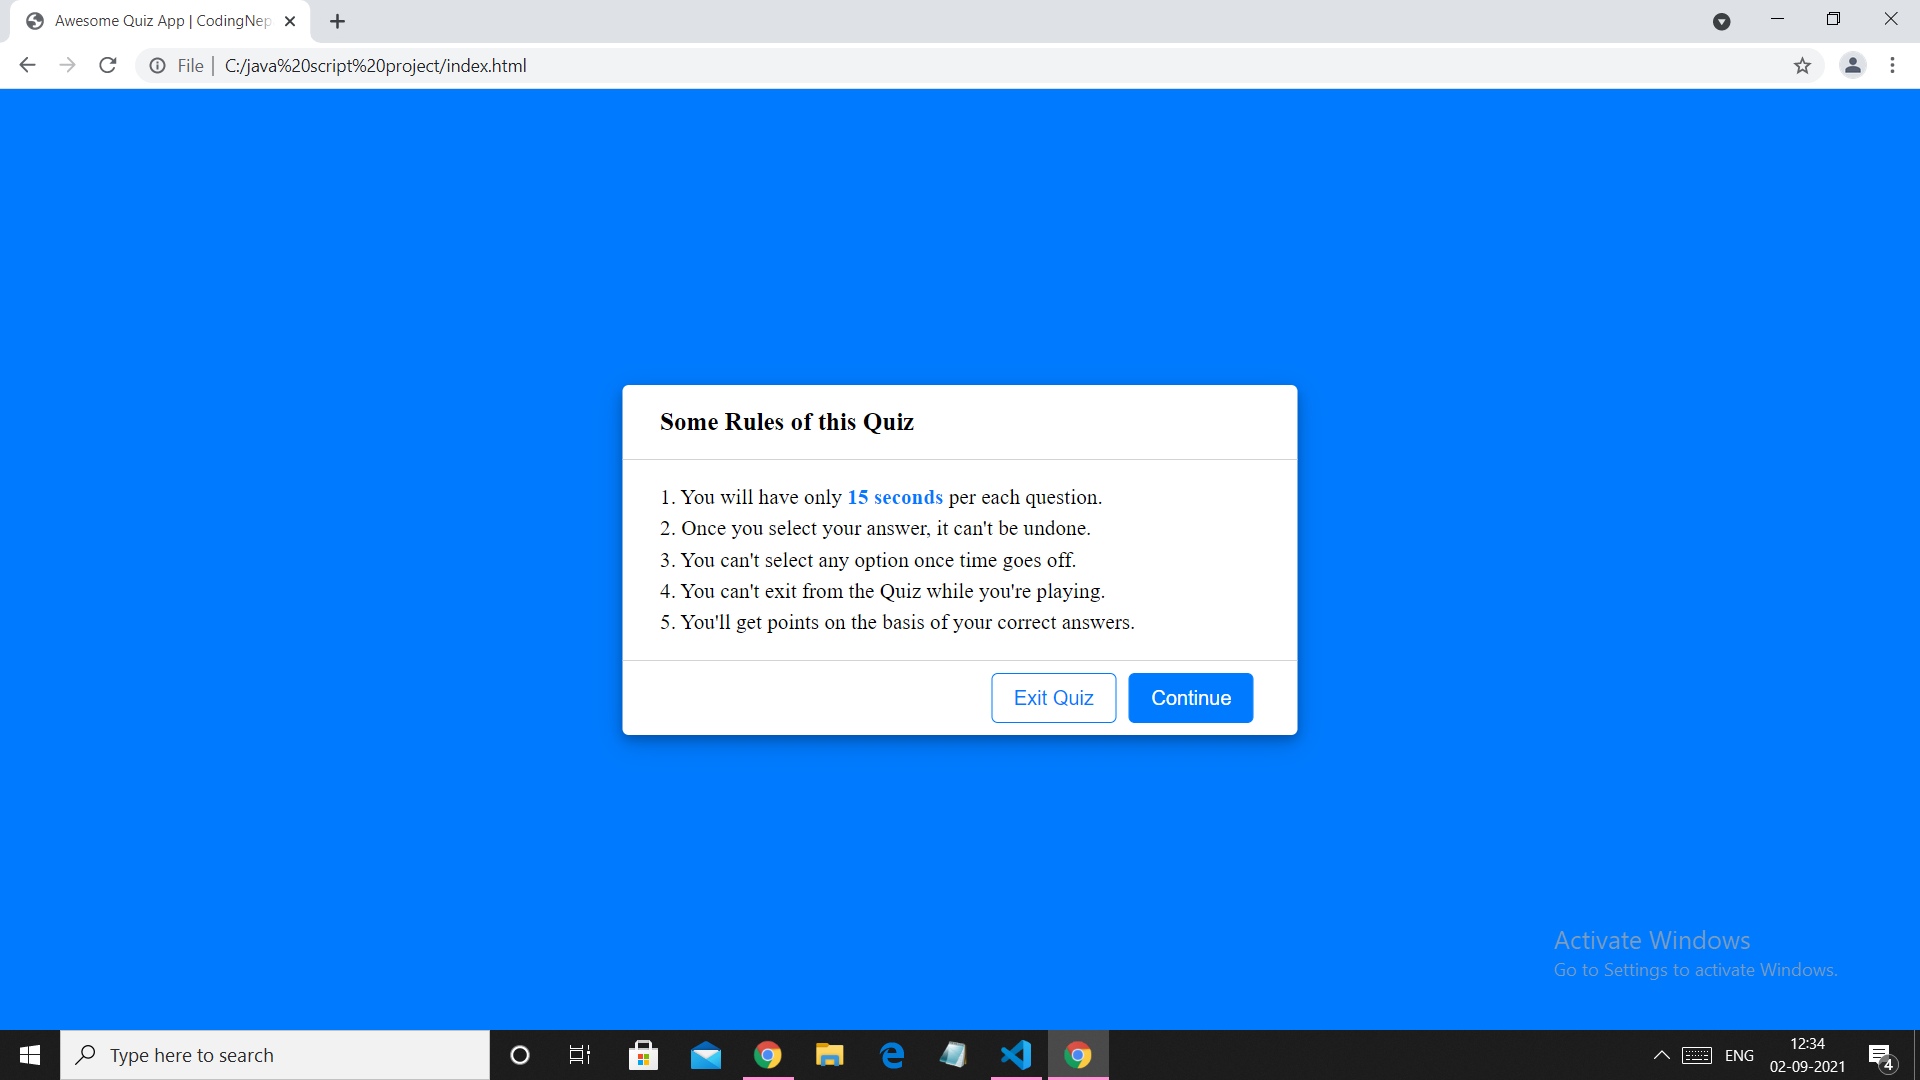 Awesome Quiz App | CodingNep
File | C:/java%20script%20project/index.html
Some Rules of this Quiz
1. You will have only 15 seconds per each question.
2. Once you select your answer, it can't be undone.
3. You can't select any option once time goes off.
4. You can't exit from the Quiz while you're playing.
5. You'll get points on the basis of your correct answers.
Exit Quiz Continue
Activate Windows
Go to Settings to activate Windows.
Type here to search
ENG
12:34
02-09-2021
4